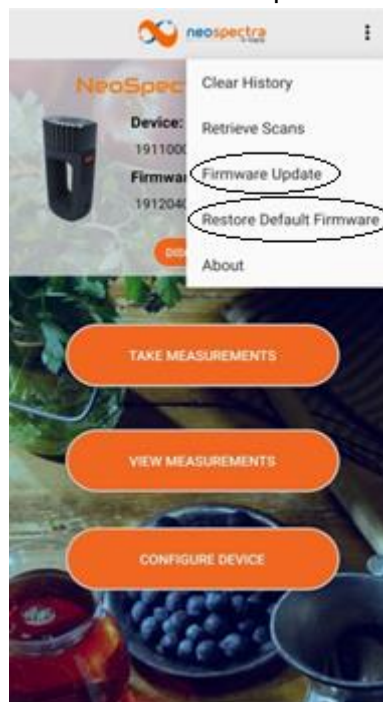 neospectra
Clear History
Retrieve Scans
Firmware Update
Restore Default Firmware
About
NeoSpec
Device:
1911000
Firmwar
1912040
TAKE MEASUREMENTS
VIEW MEASUREMENTS
CONFIGURE DEVICE